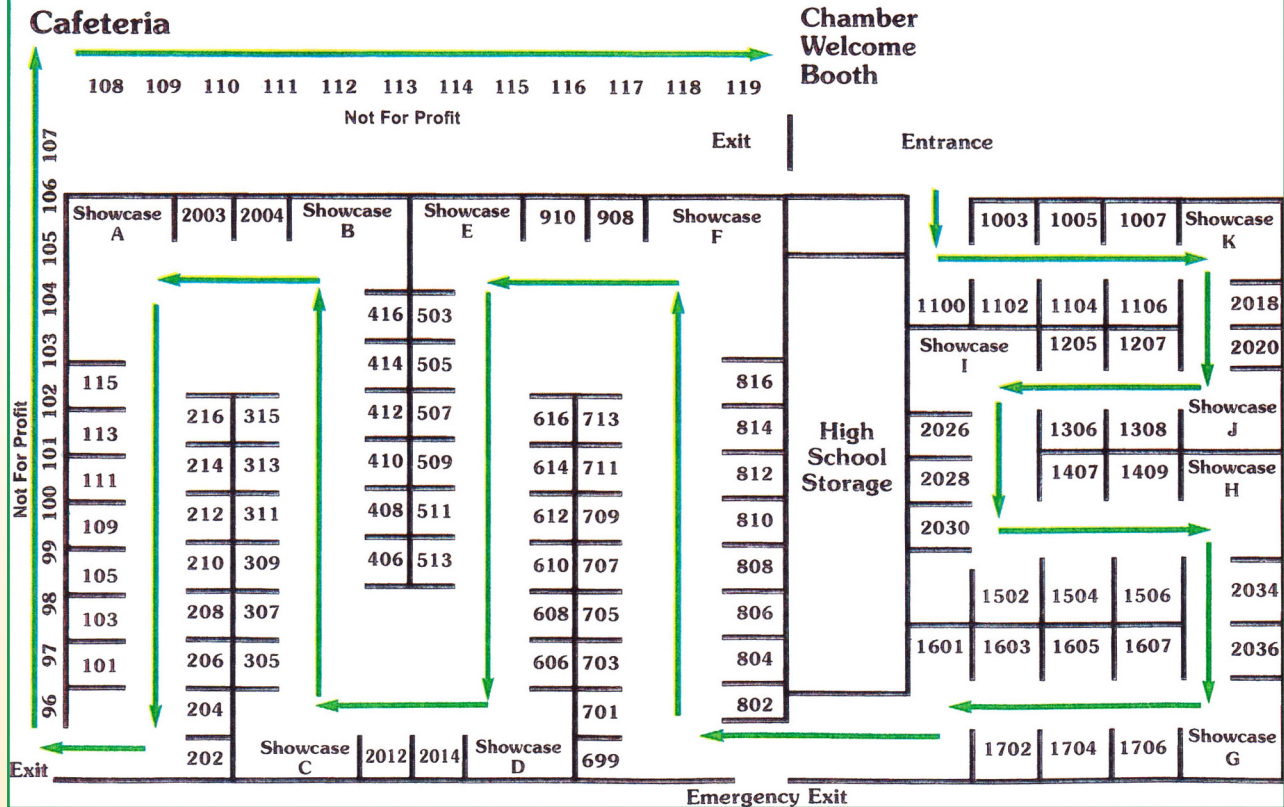 Cafeteria
Chamber
Welcome
Booth
108 109 110 111 112 113 114 115 116 117 118 119
Not For Profit
Exit
Entrance
107
106
105
104
103
102
101
100
99
98
97
96
Not For Profit
Showcase
A
2003
2004
Showcase
B
Showcase
E
910
908
Showcase
F
1003
1005
1007
Showcase
K
416 503
414 505
412 507
410 509
408 511
406 513
115
113
111
109
105
103
101
216 315
214 313
212 311
210 309
208 307
206 305
204
202
616 713
614 711
612 709
610 707
608 705
606 703
701
699
816
814
812
810
808
806
804
802
High
School
Storage
1100 1102 1104 1106
2018
Showcase
I
1205 1207
2020
2026
2028
2030
1306 1308
Showcase
J
1407 1409
Showcase
H
1502 1504 1506
2034
1601 1603 1605 1607
2036
Showcase
C
2012
2014
Showcase
D
1702 1704 1706
Showcase
G
Exit
Emergency Exit